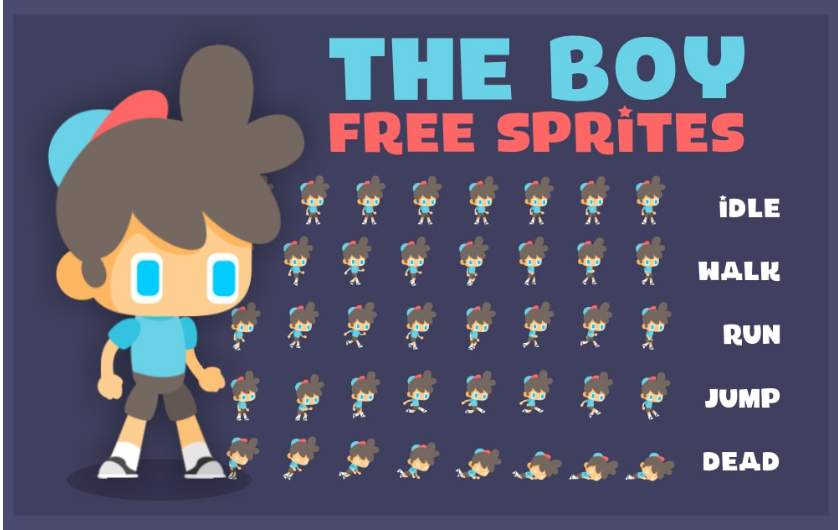 THE BOY
FREE SPRiTES
iDLE
WALK
RUN
JUMP
DEAD